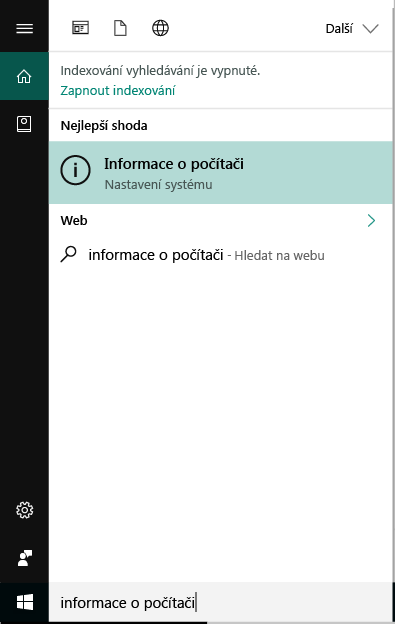 Další
Indexování vyhledávání je vypnuté.
Zapnout indexování
Nejlepší shoda
Informace o počítači
Nastavení systému
Web
informace o počítači - Hledat na webu
informace o počítači